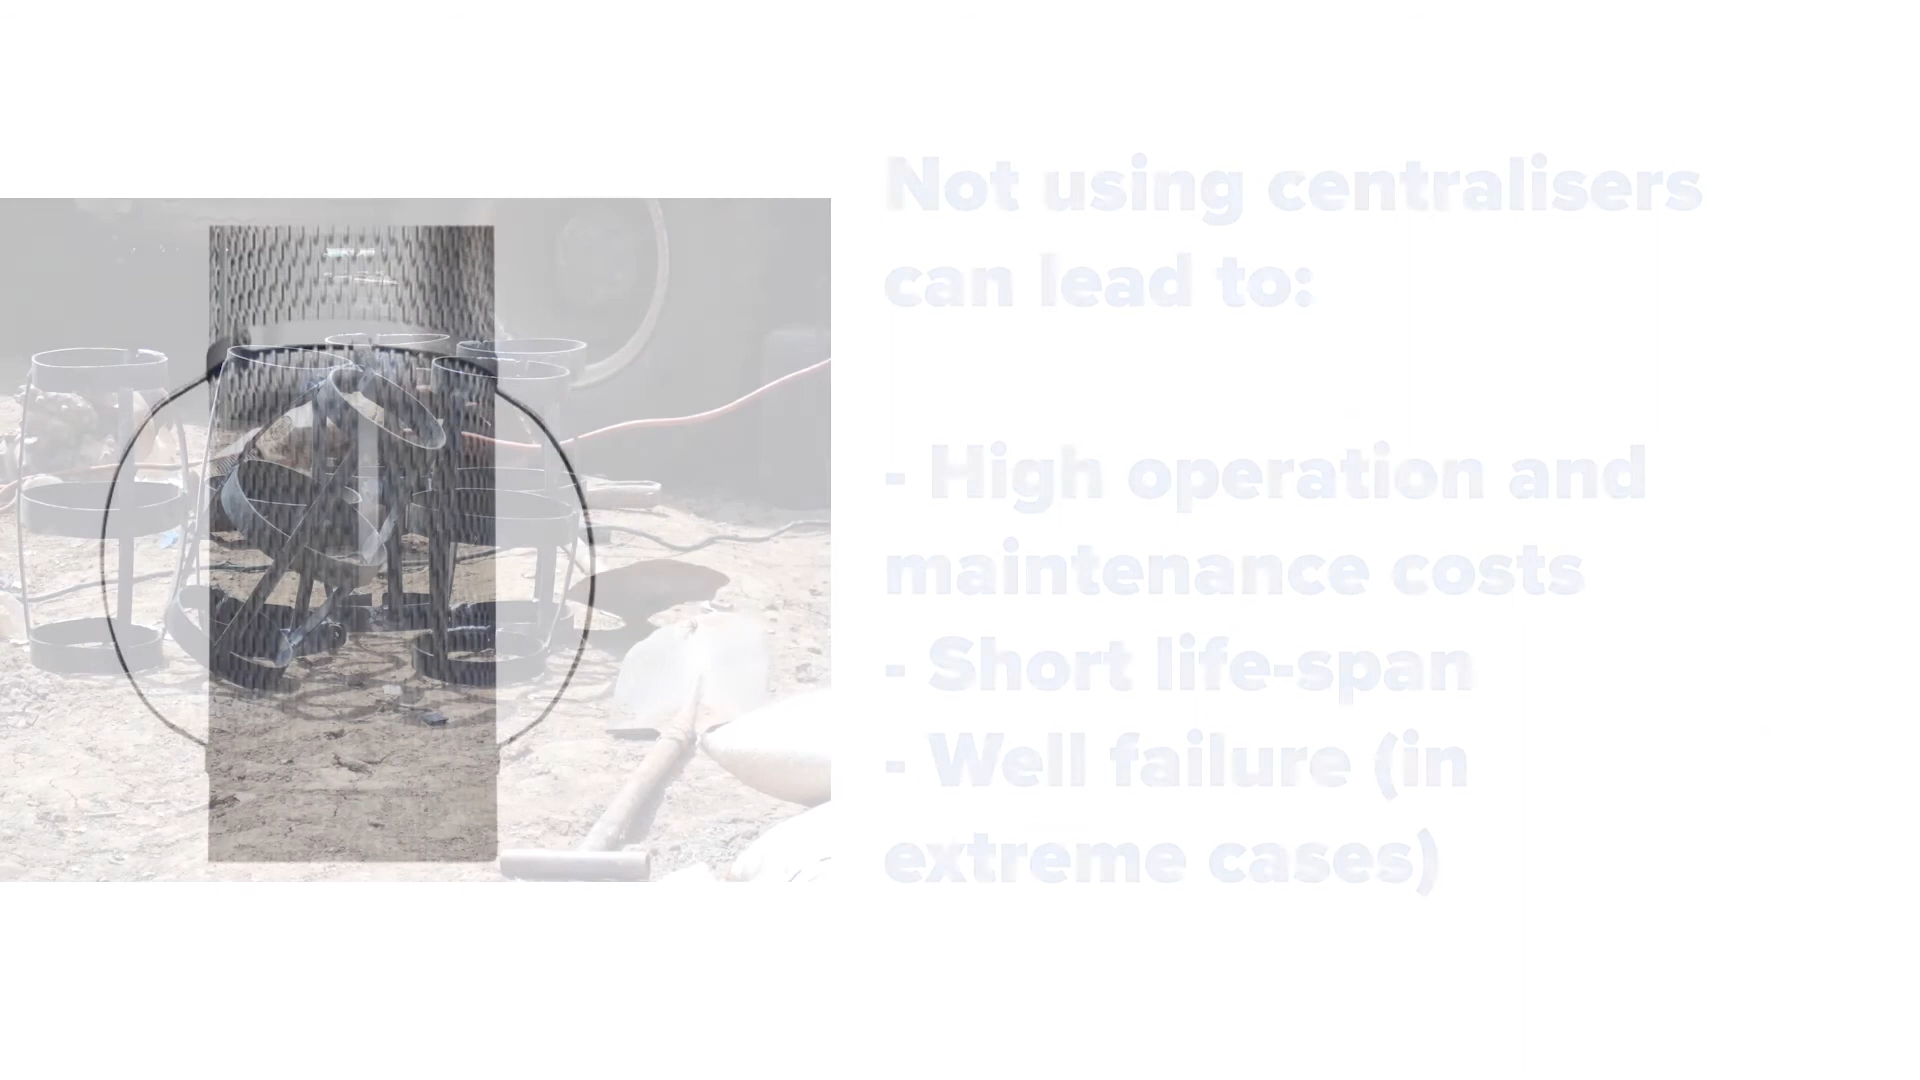 Not using centralisers
can lead to:
- High operation and
maintenance costs
- Short life-span
- Well failure (in
extreme cases)